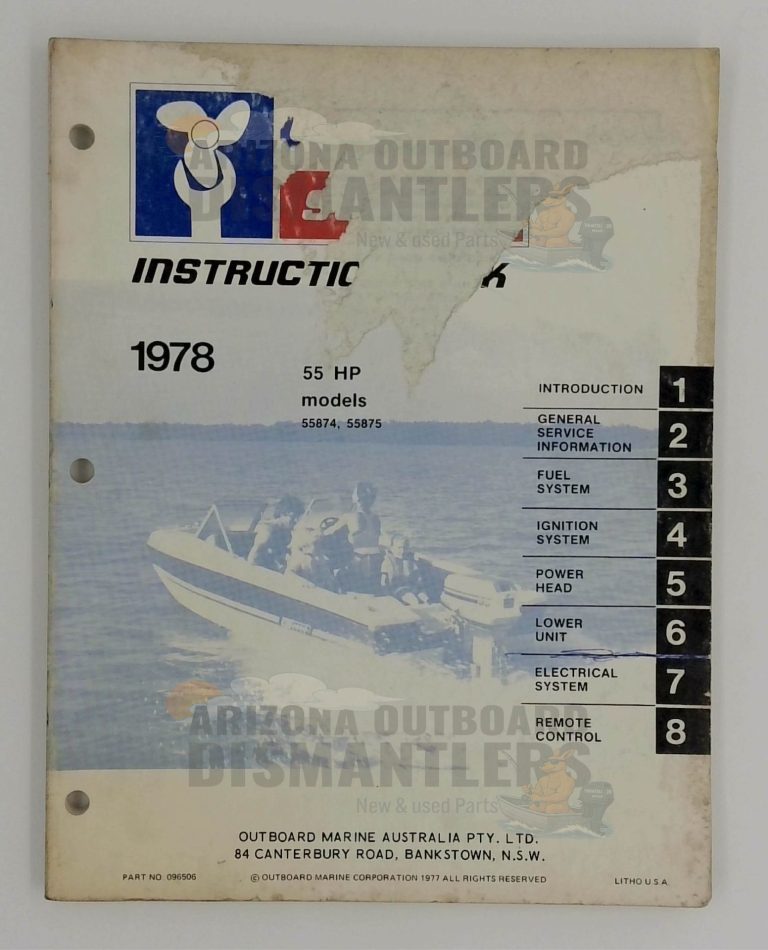 ARIZONA OUTBOARD
DISMANTLERS
New & used Parts
INSTRUCTIO K
1978
55 HP
models
55874, 55875
INTRODUCTION 1
GENERAL
SERVICE
INFORMATION 2
FUEL
SYSTEM 3
IGNITION
SYSTEM 4
POWER
HEAD 5
LOWER
UNIT 6
ELECTRICAL
SYSTEM 7
REMOTE
CONTROL 8
ARIZONA OUTBOARD
DISMANTLERS
New & used Parts
OUTBOARD MARINE AUSTRALIA PTY. LTD.
84 CANTERBURY ROAD, BANKSTOWN, N.S.W.
PART NO 096506 © OUTBOARD MARINE CORPORATION 1977 ALL RIGHTS RESERVED LITHO U.S.A.